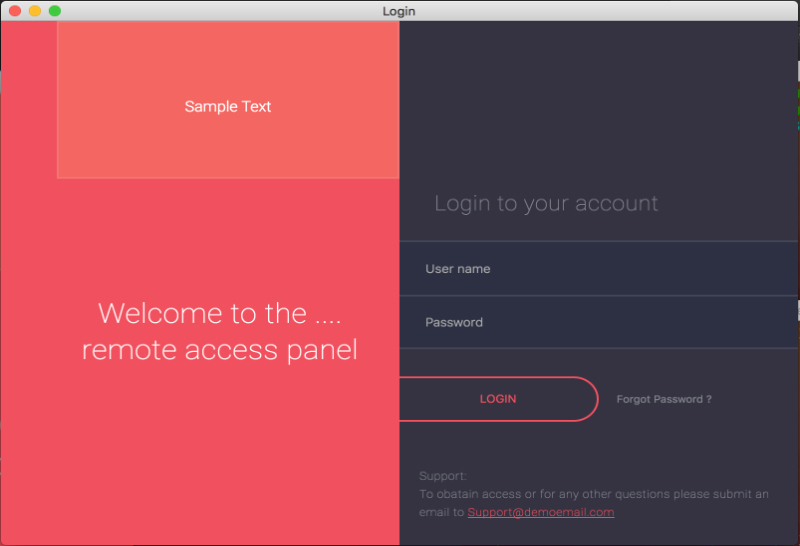 Login
Sample Text
Welcome to the ....
remote access panel
Login to your account
User name
Password
LOGIN
Forgot Password ?
Support:
To obatain access or for any other questions please submit an
email to Support@demoemail.com